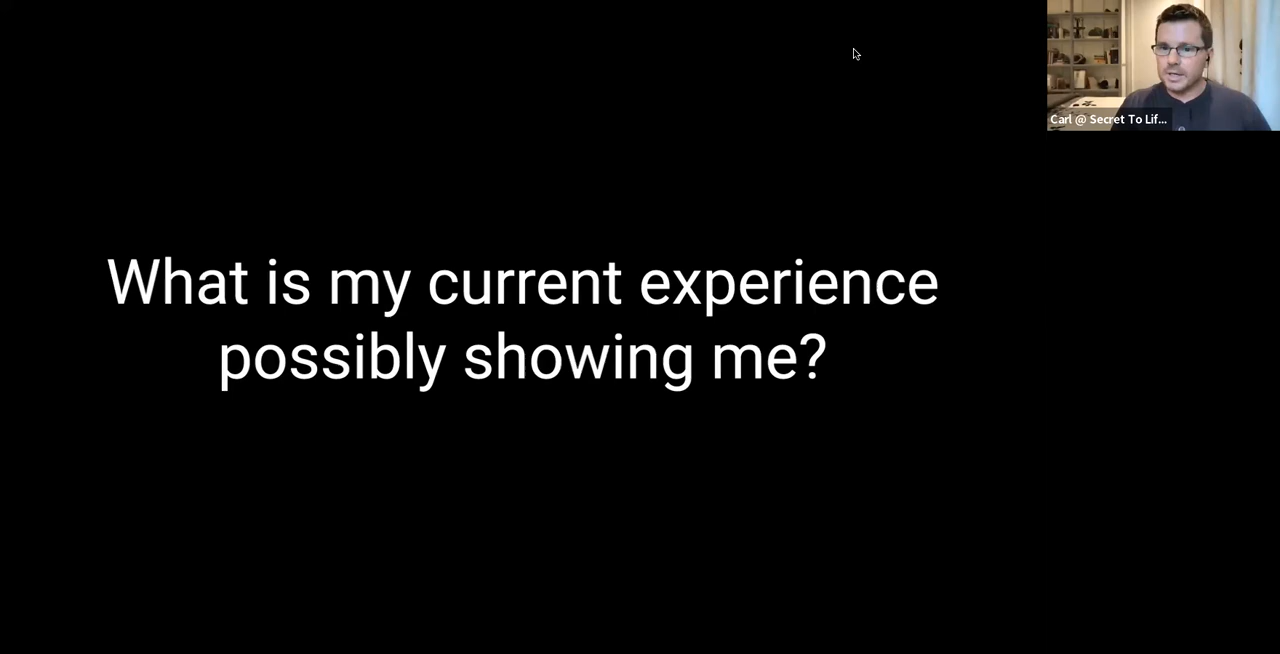 Carl @ Secret To Lif...
What is my current experience
possibly showing me?